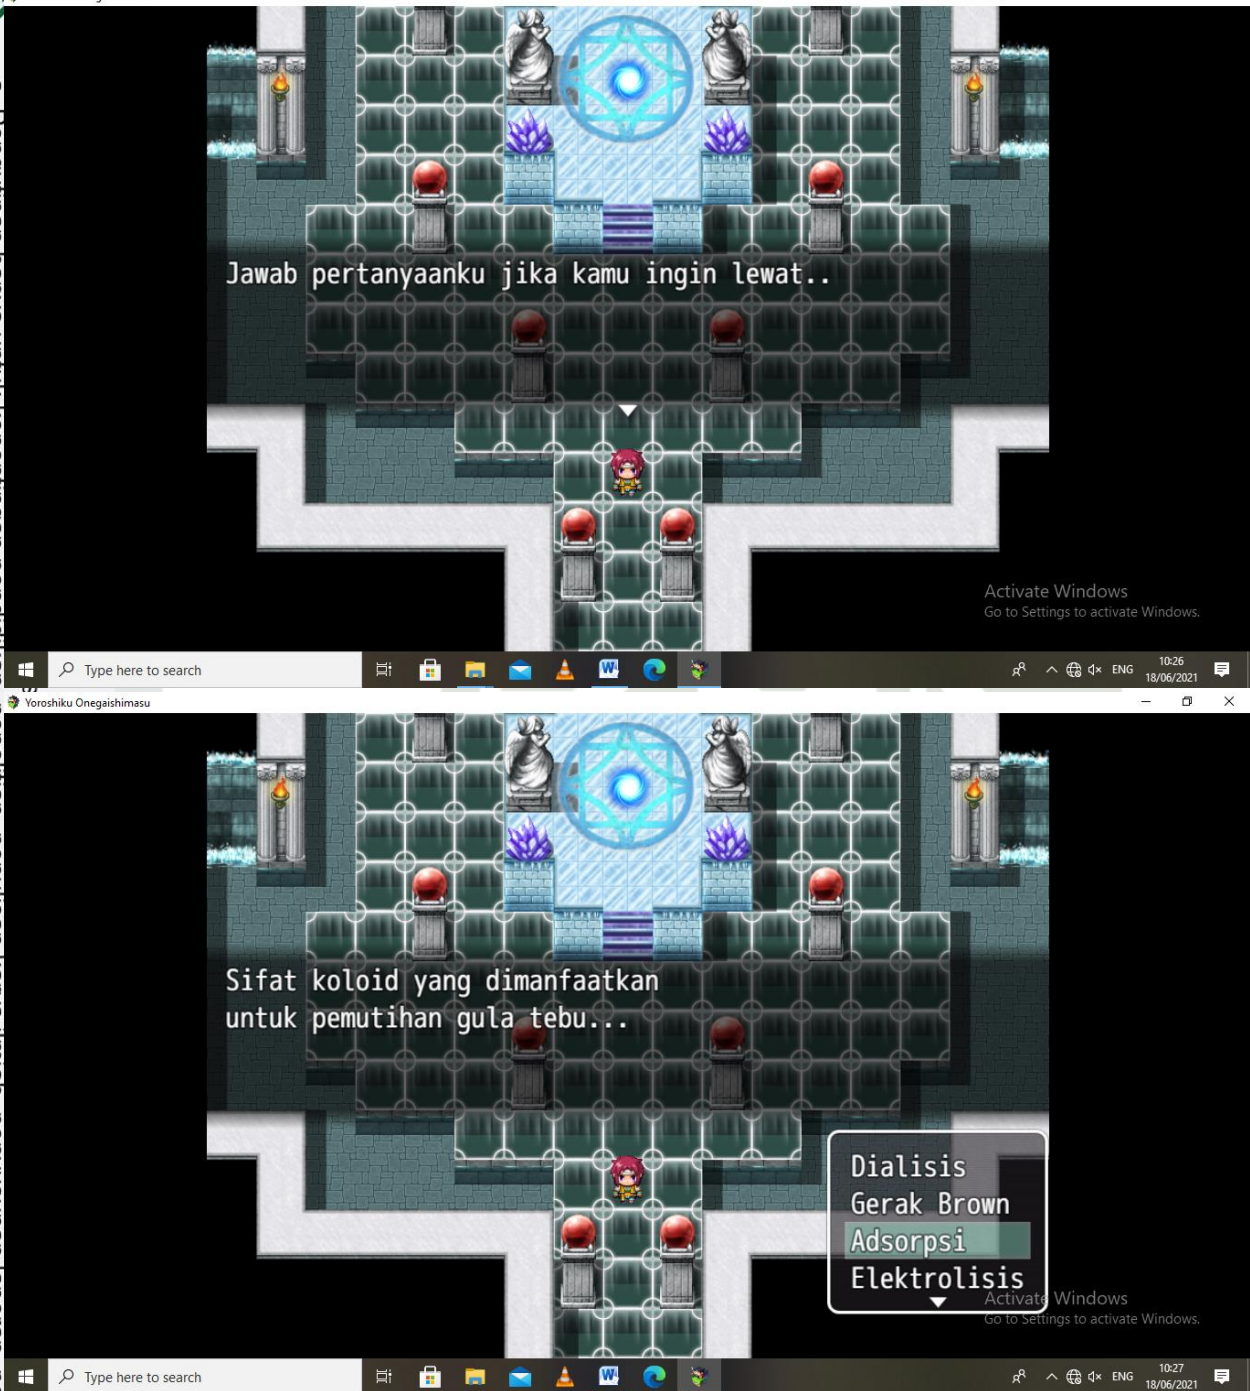 Jawab pertanyaanku jika kamu ingin lewat..
Activate Windows
Go to Settings to activate Windows.
Type here to search
ENG
10:26
18/06/2021
Yoroshiku Onegaishimasu
Sifat koloid yang dimanfaatkan
untuk pemutihan gula tebu...
Dialisis
Gerak Brown
Adsorpsi
Elektrolisis
Activate Windows
Go to Settings to activate Windows.
Type here to search
ENG
10:27
18/06/2021